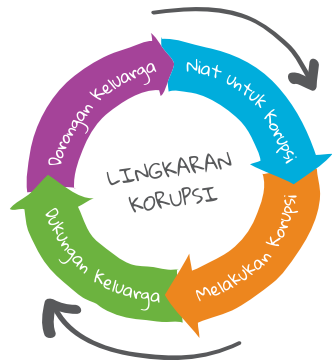 Dorongan Keluarga
Niat untuk Korupsi
LINGKARAN
KORUPSI
Dukungan Keluarga
Melakukan Korupsi